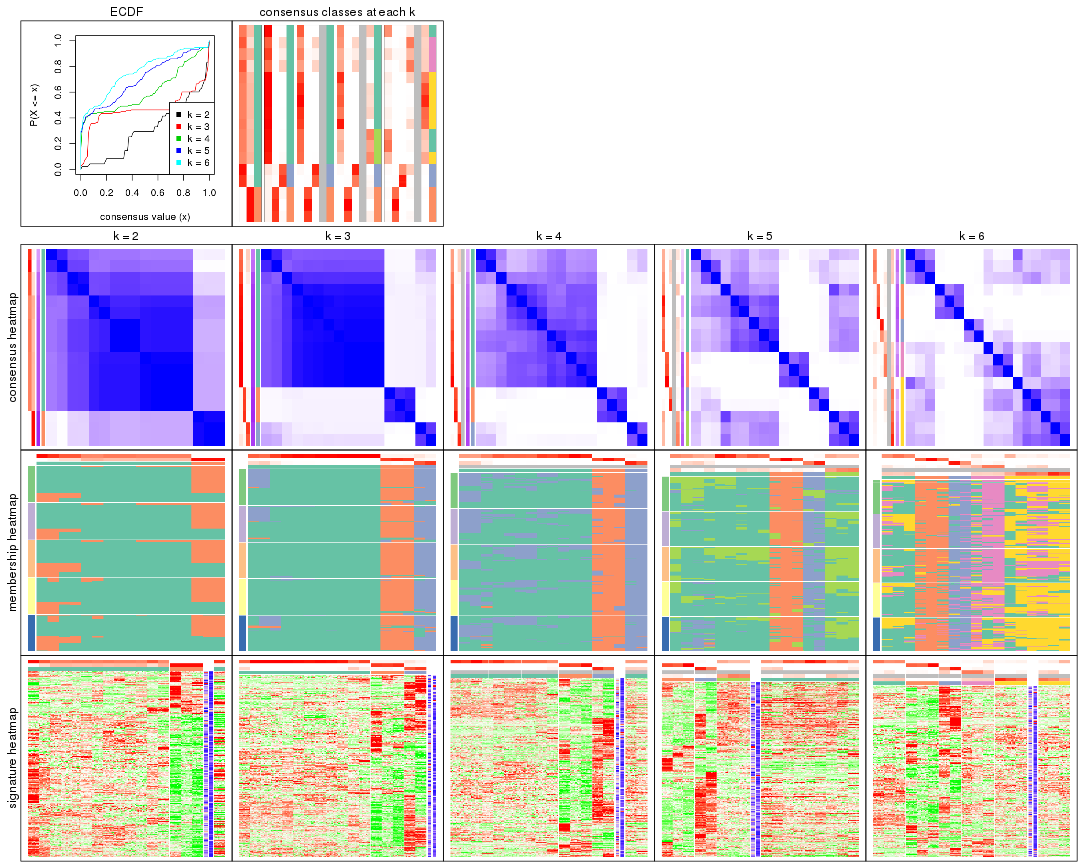 ECDF
consensus classes at each k
P(X <= x)
0.0 0.2 0.4 0.6 0.8 1.0
k = 2
k = 3
k = 4
k = 5
k = 6
0.0 0.2 0.4 0.6 0.8 1.0
consensus value (x)
k = 2
k = 3
k = 4
k = 5
k = 6
consensus heatmap
membership heatmap
signature heatmap